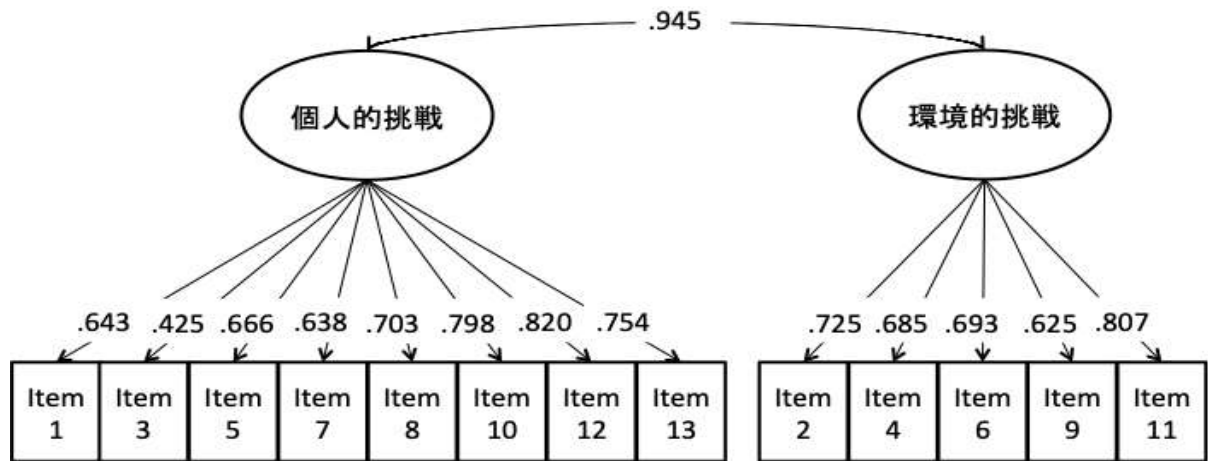 .945
個人的挑戦
環境的挑戦
.643 .425 .666 .638 .703 .798 .820 .754
.725 .685 .693 .625 .807
Item 1
Item 3
Item 5
Item 7
Item 8
Item 10
Item 12
Item 13
Item 2
Item 4
Item 6
Item 9
Item 11